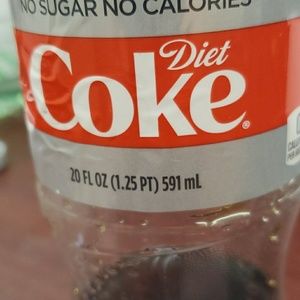 NO SUGAR NO CALORIES
Diet
Coke®
20 FL OZ (1.25 PT) 591 mL